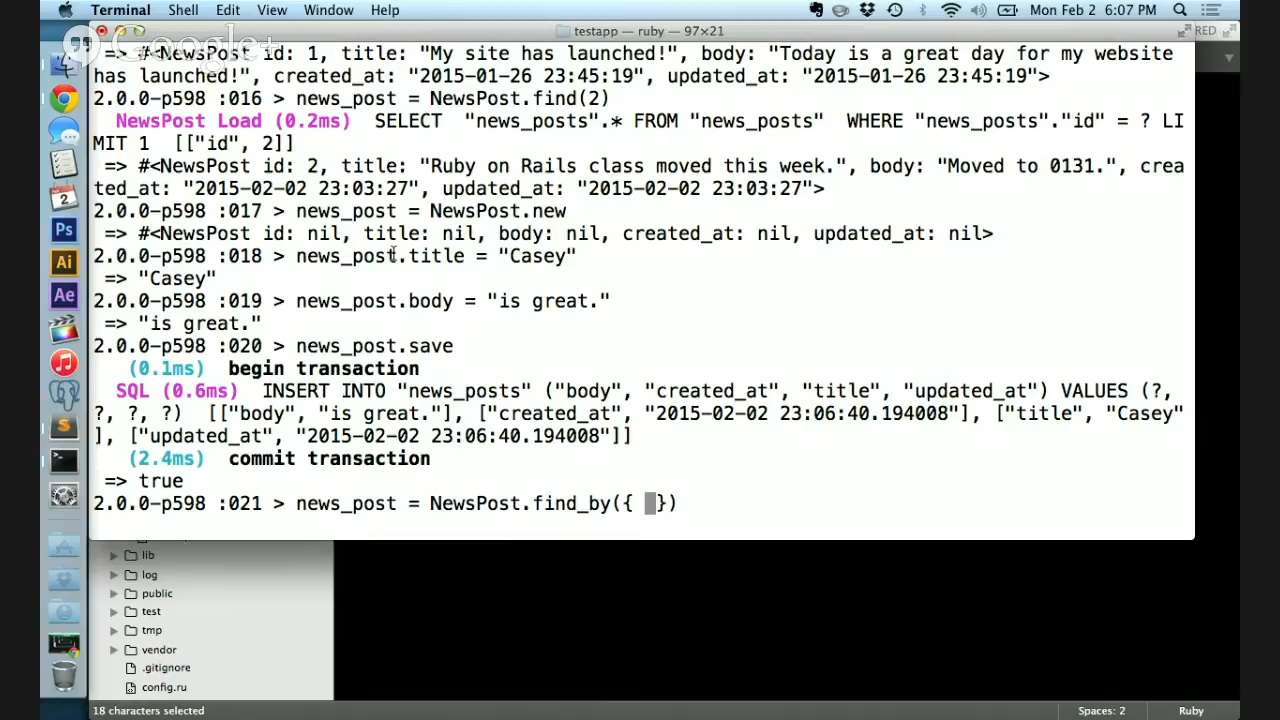 Terminal Shell Edit View Window Help Mon Feb 2 6:07 PM
testapp — ruby — 97×21
RED
Google+
=> #<NewsPost id: 1, title: "My site has launched!", body: "Today is a great day for my website
has launched!", created_at: "2015-01-26 23:45:19", updated_at: "2015-01-26 23:45:19">
2.0.0-p598 :016 > news_post = NewsPost.find(2)
NewsPost Load (0.2ms)  SELECT  "news_posts".* FROM "news_posts"  WHERE "news_posts"."id" = ? LI
MIT 1  [["id", 2]]
=> #<NewsPost id: 2, title: "Ruby on Rails class moved this week.", body: "Moved to 0131.", crea
ted_at: "2015-02-02 23:03:27", updated_at: "2015-02-02 23:03:27">
2.0.0-p598 :017 > news_post = NewsPost.new
=> #<NewsPost id: nil, title: nil, body: nil, created_at: nil, updated_at: nil>
2.0.0-p598 :018 > news_post.title = "Casey"
=> "Casey"
2.0.0-p598 :019 > news_post.body = "is great."
=> "is great."
2.0.0-p598 :020 > news_post.save
(0.1ms)  begin transaction
SQL (0.6ms)  INSERT INTO "news_posts" ("body", "created_at", "title", "updated_at") VALUES (?,
?, ?, ?)  [["body", "is great."], ["created_at", "2015-02-02 23:06:40.194008"], ["title", "Casey"
], ["updated_at", "2015-02-02 23:06:40.194008"]]
(2.4ms)  commit transaction
=> true
2.0.0-p598 :021 > news_post = NewsPost.find_by({ })
Ps
Ai
Ae
lib
log
public
test
tmp
vendor
.gitignore
config.ru
18 characters selected Spaces: 2 Ruby